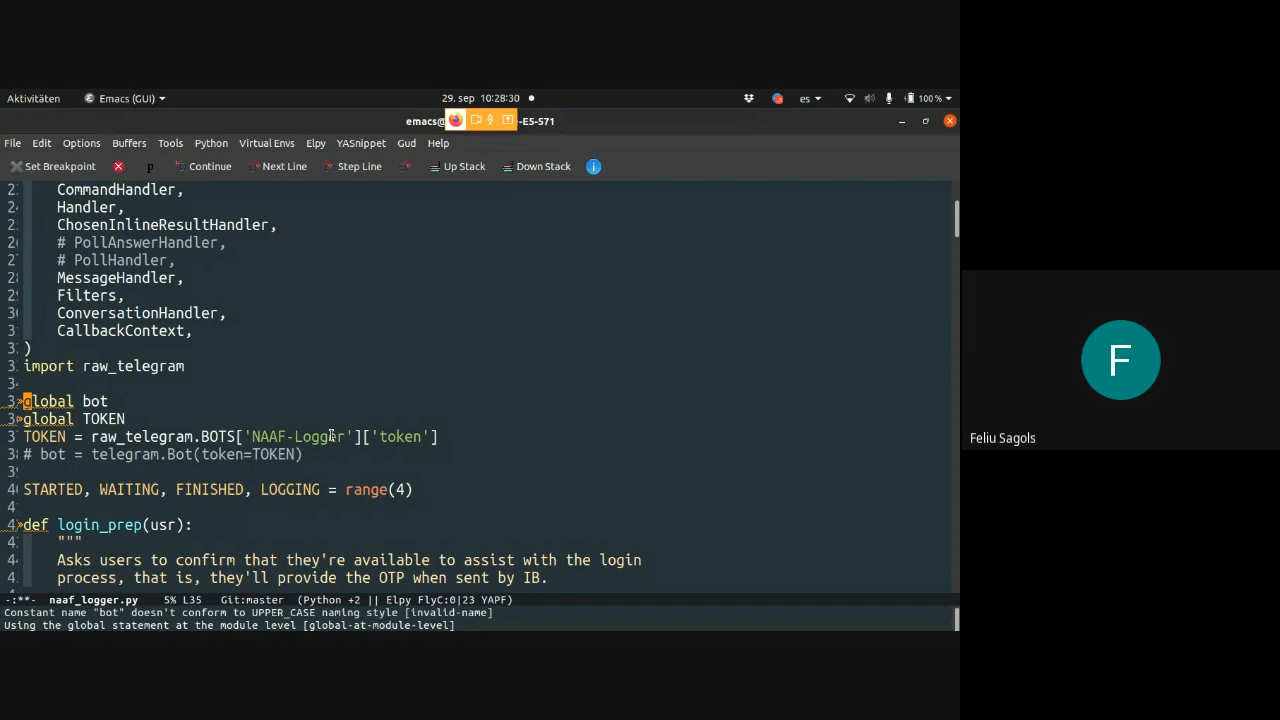 Aktivitäten Emacs (GUI) 29. sep 10:28:30 es 100%
emacs@ -E5-571
File Edit Options Buffers Tools Python Virtual Envs Elpy YASnippet Gud Help
Set Breakpoint p Continue Next Line Step Line Up Stack Down Stack
CommandHandler,
Handler,
ChosenInlineResultHandler,
# PollAnswerHandler,
# PollHandler,
MessageHandler,
Filters,
ConversationHandler,
CallbackContext,
)
import raw_telegram
global bot
global TOKEN
TOKEN = raw_telegram.BOTS['NAAF-Logger']['token']
# bot = telegram.Bot(token=TOKEN)
STARTED, WAITING, FINISHED, LOGGING = range(4)
def login_prep(usr):
"""
Asks users to confirm that they're available to assist with the login
process, that is, they'll provide the OTP when sent by IB.
-:**- naaf_logger.py 5% L35 Git:master (Python +2 || Elpy FlyC:0|23 YAPF)
Constant name "bot" doesn't conform to UPPER_CASE naming style [invalid-name]
Using the global statement at the module level [global-at-module-level]
F
Feliu Sagols